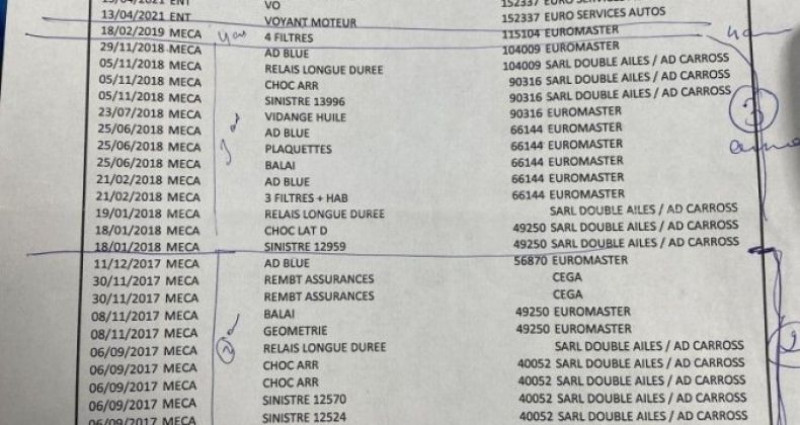 13/04/2021 ENT VO 152337 EURO SERVICES
13/04/2021 ENT VOYANT MOTEUR 152337 EURO SERVICES AUTOS
18/02/2019 MECA 4 FILTRES 115104 EUROMASTER
29/11/2018 MECA AD BLUE 104009 EUROMASTER
05/11/2018 MECA RELAIS LONGUE DUREE 104009 SARL DOUBLE AILES / AD CARROSS
05/11/2018 MECA CHOC ARR 90316 SARL DOUBLE AILES / AD CARROSS
05/11/2018 MECA SINISTRE 13996 90316 SARL DOUBLE AILES / AD CARROSS
23/07/2018 MECA VIDANGE HUILE 90316 EUROMASTER 3
25/06/2018 MECA AD BLUE 66144 EUROMASTER
25/06/2018 MECA PLAQUETTES 66144 EUROMASTER
25/06/2018 MECA BALAI 66144 EUROMASTER
21/02/2018 MECA AD BLUE 66144 EUROMASTER
21/02/2018 MECA 3 FILTRES + HAB 66144 EUROMASTER
19/01/2018 MECA RELAIS LONGUE DUREE SARL DOUBLE AILES / AD CARROSS
18/01/2018 MECA CHOC LAT D 49250 SARL DOUBLE AILES / AD CARROSS
18/01/2018 MECA SINISTRE 12959 49250 SARL DOUBLE AILES / AD CARROSS
11/12/2017 MECA AD BLUE 56870 EUROMASTER
30/11/2017 MECA REMBT ASSURANCES CEGA
30/11/2017 MECA REMBT ASSURANCES CEGA
08/11/2017 MECA BALAI 49250 EUROMASTER
08/11/2017 MECA GEOMETRIE 49250 EUROMASTER
06/09/2017 MECA 2 RELAIS LONGUE DUREE SARL DOUBLE AILES / AD CARROSS 2
06/09/2017 MECA CHOC ARR 40052 SARL DOUBLE AILES / AD CARROSS
06/09/2017 MECA CHOC ARR 40052 SARL DOUBLE AILES / AD CARROSS
06/09/2017 MECA SINISTRE 12570 40052 SARL DOUBLE AILES / AD CARROSS
06/09/2017 MECA SINISTRE 12524 40052 SARL DOUBLE AILES / AD CARROSS